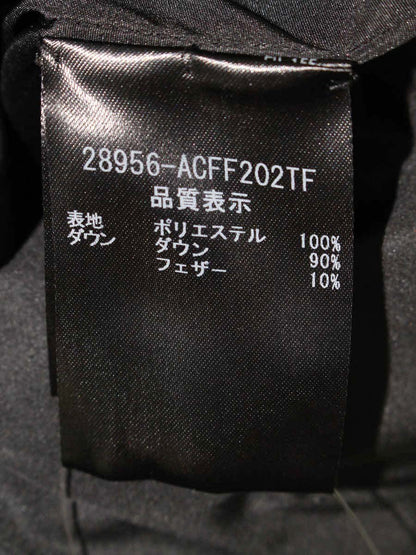 28956-ACFF202TF
品質表示
表地 ポリエステル 100%
ダウン ダウン 90%
フェザー 10%